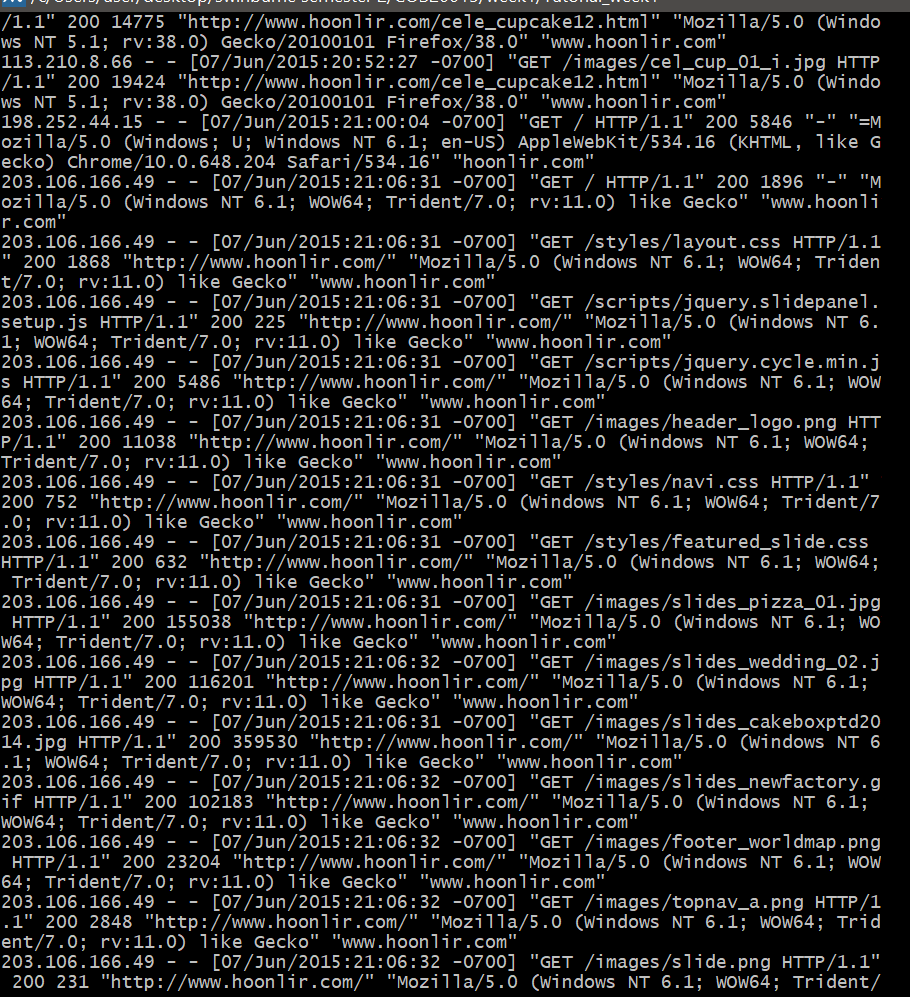 /1.1" 200 14775 "http://www.hoonlir.com/cele_cupcake12.html" "Mozilla/5.0 (Windo
ws NT 5.1; rv:38.0) Gecko/20100101 Firefox/38.0" "www.hoonlir.com"
113.210.8.66 - - [07/Jun/2015:20:52:27 -0700] "GET /images/cel_cup_01_i.jpg HTTP
/1.1" 200 19424 "http://www.hoonlir.com/cele_cupcake12.html" "Mozilla/5.0 (Windo
ws NT 5.1; rv:38.0) Gecko/20100101 Firefox/38.0" "www.hoonlir.com"
198.252.44.15 - - [07/Jun/2015:21:00:04 -0700] "GET / HTTP/1.1" 200 5846 "-" "=M
ozilla/5.0 (Windows; U; Windows NT 6.1; en-US) AppleWebKit/534.16 (KHTML, like G
ecko) Chrome/10.0.648.204 Safari/534.16" "hoonlir.com"
203.106.166.49 - - [07/Jun/2015:21:06:31 -0700] "GET / HTTP/1.1" 200 1896 "-" "M
ozilla/5.0 (Windows NT 6.1; WOW64; Trident/7.0; rv:11.0) like Gecko" "www.hoonli
r.com"
203.106.166.49 - - [07/Jun/2015:21:06:31 -0700] "GET /styles/layout.css HTTP/1.1
" 200 1868 "http://www.hoonlir.com/" "Mozilla/5.0 (Windows NT 6.1; WOW64; Triden
t/7.0; rv:11.0) like Gecko" "www.hoonlir.com"
203.106.166.49 - - [07/Jun/2015:21:06:31 -0700] "GET /scripts/jquery.slidepanel.
setup.js HTTP/1.1" 200 225 "http://www.hoonlir.com/" "Mozilla/5.0 (Windows NT 6.
1; WOW64; Trident/7.0; rv:11.0) like Gecko" "www.hoonlir.com"
203.106.166.49 - - [07/Jun/2015:21:06:31 -0700] "GET /scripts/jquery.cycle.min.j
s HTTP/1.1" 200 5486 "http://www.hoonlir.com/" "Mozilla/5.0 (Windows NT 6.1; WOW
64; Trident/7.0; rv:11.0) like Gecko" "www.hoonlir.com"
203.106.166.49 - - [07/Jun/2015:21:06:31 -0700] "GET /images/header_logo.png HTT
P/1.1" 200 11038 "http://www.hoonlir.com/" "Mozilla/5.0 (Windows NT 6.1; WOW64;
Trident/7.0; rv:11.0) like Gecko" "www.hoonlir.com"
203.106.166.49 - - [07/Jun/2015:21:06:31 -0700] "GET /styles/navi.css HTTP/1.1"
200 752 "http://www.hoonlir.com/" "Mozilla/5.0 (Windows NT 6.1; WOW64; Trident/7
.0; rv:11.0) like Gecko" "www.hoonlir.com"
203.106.166.49 - - [07/Jun/2015:21:06:31 -0700] "GET /styles/featured_slide.css
HTTP/1.1" 200 632 "http://www.hoonlir.com/" "Mozilla/5.0 (Windows NT 6.1; WOW64;
Trident/7.0; rv:11.0) like Gecko" "www.hoonlir.com"
203.106.166.49 - - [07/Jun/2015:21:06:31 -0700] "GET /images/slides_pizza_01.jpg
HTTP/1.1" 200 155038 "http://www.hoonlir.com/" "Mozilla/5.0 (Windows NT 6.1; WO
W64; Trident/7.0; rv:11.0) like Gecko" "www.hoonlir.com"
203.106.166.49 - - [07/Jun/2015:21:06:32 -0700] "GET /images/slides_wedding_02.j
pg HTTP/1.1" 200 116201 "http://www.hoonlir.com/" "Mozilla/5.0 (Windows NT 6.1;
WOW64; Trident/7.0; rv:11.0) like Gecko" "www.hoonlir.com"
203.106.166.49 - - [07/Jun/2015:21:06:31 -0700] "GET /images/slides_cakeboxptd20
14.jpg HTTP/1.1" 200 359530 "http://www.hoonlir.com/" "Mozilla/5.0 (Windows NT 6
.1; WOW64; Trident/7.0; rv:11.0) like Gecko" "www.hoonlir.com"
203.106.166.49 - - [07/Jun/2015:21:06:32 -0700] "GET /images/slides_newfactory.g
if HTTP/1.1" 200 102183 "http://www.hoonlir.com/" "Mozilla/5.0 (Windows NT 6.1;
WOW64; Trident/7.0; rv:11.0) like Gecko" "www.hoonlir.com"
203.106.166.49 - - [07/Jun/2015:21:06:32 -0700] "GET /images/footer_worldmap.png
HTTP/1.1" 200 23204 "http://www.hoonlir.com/" "Mozilla/5.0 (Windows NT 6.1; WOW
64; Trident/7.0; rv:11.0) like Gecko" "www.hoonlir.com"
203.106.166.49 - - [07/Jun/2015:21:06:32 -0700] "GET /images/topnav_a.png HTTP/1
.1" 200 2848 "http://www.hoonlir.com/" "Mozilla/5.0 (Windows NT 6.1; WOW64; Trid
ent/7.0; rv:11.0) like Gecko" "www.hoonlir.com"
203.106.166.49 - - [07/Jun/2015:21:06:32 -0700] "GET /images/slide.png HTTP/1.1"
200 231 "http://www.hoonlir.com/" "Mozilla/5.0 (Windows NT 6.1; WOW64; Trident/